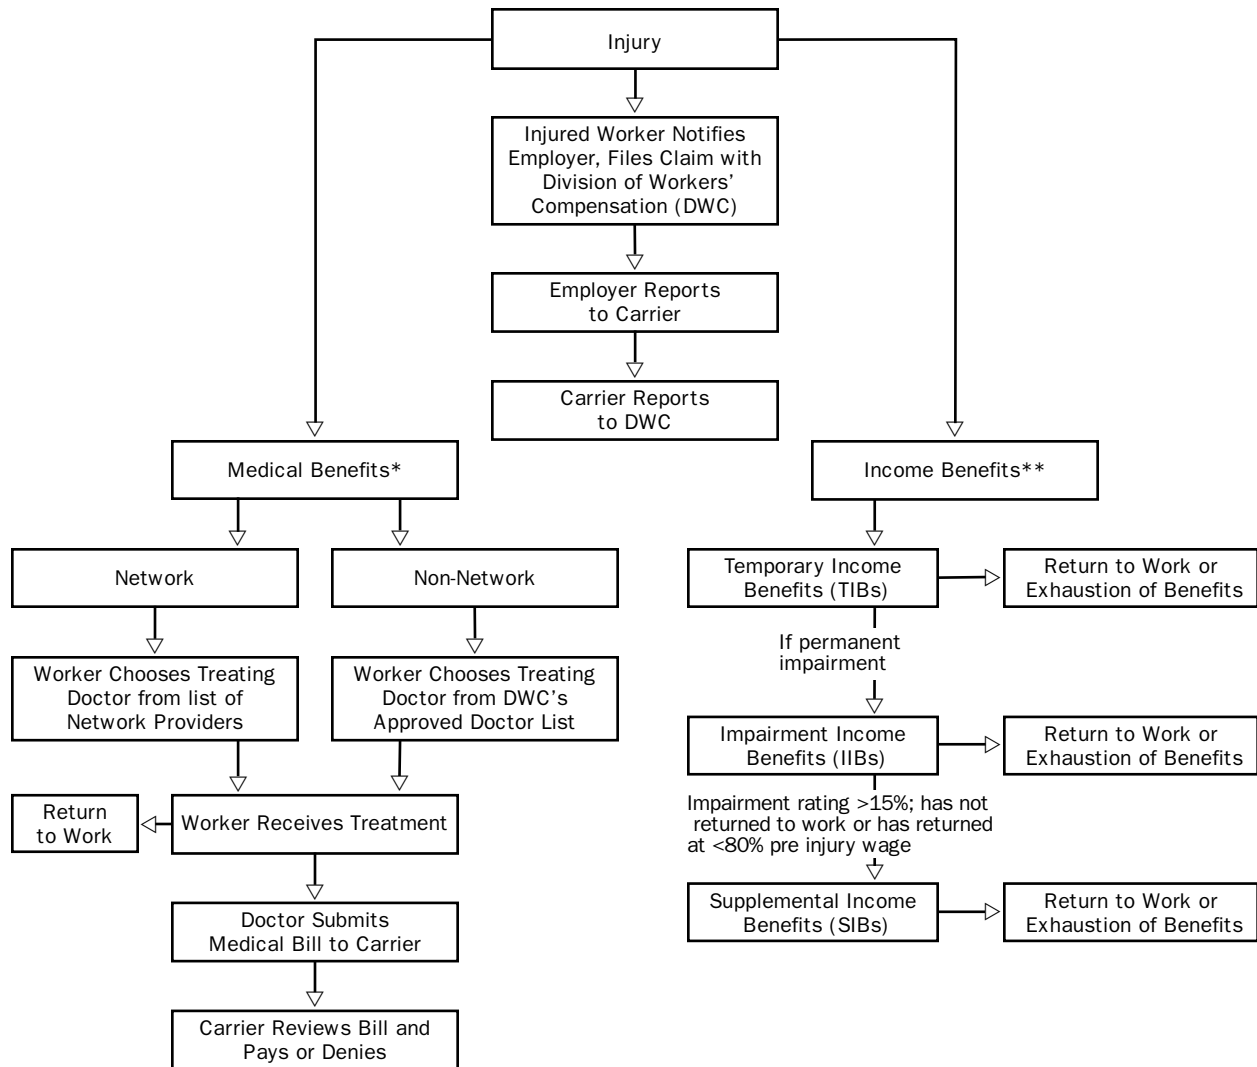 Injury
Injured Worker Notifies
Employer, Files Claim with
Division of Workers'
Compensation (DWC)
Employer Reports
to Carrier
Carrier Reports
to DWC
Medical Benefits*
Network
Non-Network
Worker Chooses Treating
Doctor from list of
Network Providers
Worker Chooses Treating
Doctor from DWC's
Approved Doctor List
Return
to Work
Worker Receives Treatment
Doctor Submits
Medical Bill to Carrier
Carrier Reviews Bill and
Pays or Denies
Income Benefits**
Temporary Income
Benefits (TIBs)
Return to Work or
Exhaustion of Benefits
If permanent
impairment
Impairment Income
Benefits (IIBs)
Return to Work or
Exhaustion of Benefits
Impairment rating >15%; has not
returned to work or has returned
at <80% pre injury wage
Supplemental Income
Benefits (SIBs)
Return to Work or
Exhaustion of Benefits